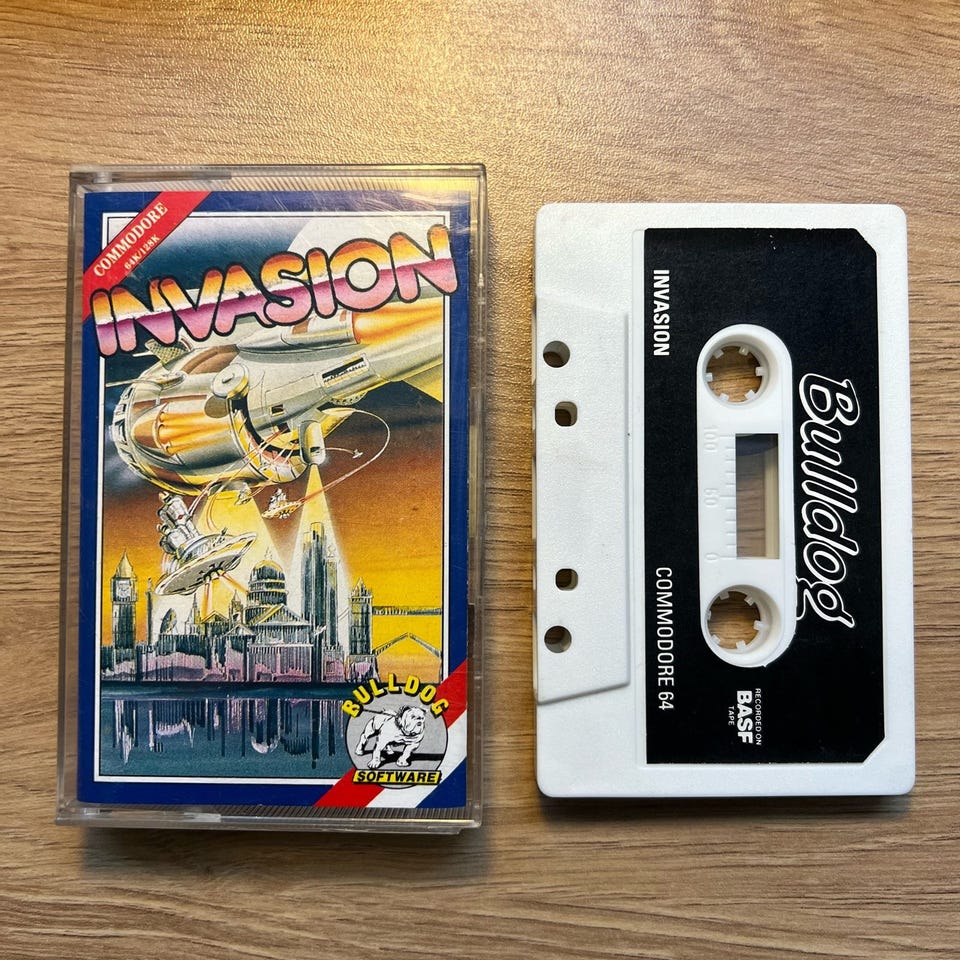 COMMODORE
64K/128K
INVASION
BULLDOG
SOFTWARE
INVASION
Bulldog
100 50 0
COMMODORE 64
RECORDED ON
BASF
TAPE